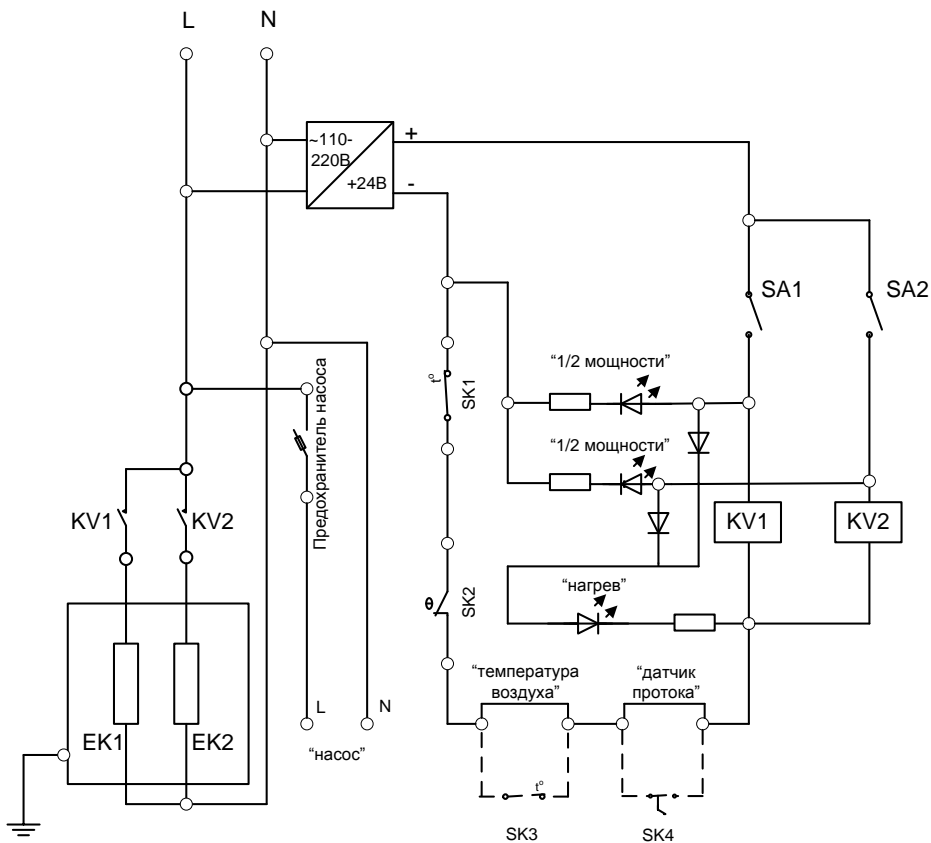 L
N
~110-
220В
+24В
+
-
SA1
SA2
“1/2 мощности”
t°
SK1
Предохранитель насоса
“1/2 мощности”
KV1
KV2
KV1
KV2
“нагрев”
θ
SK2
“температура
воздуха”
“датчик
протока”
L
N
EK1
EK2
“насос”
t°
SK3
SK4